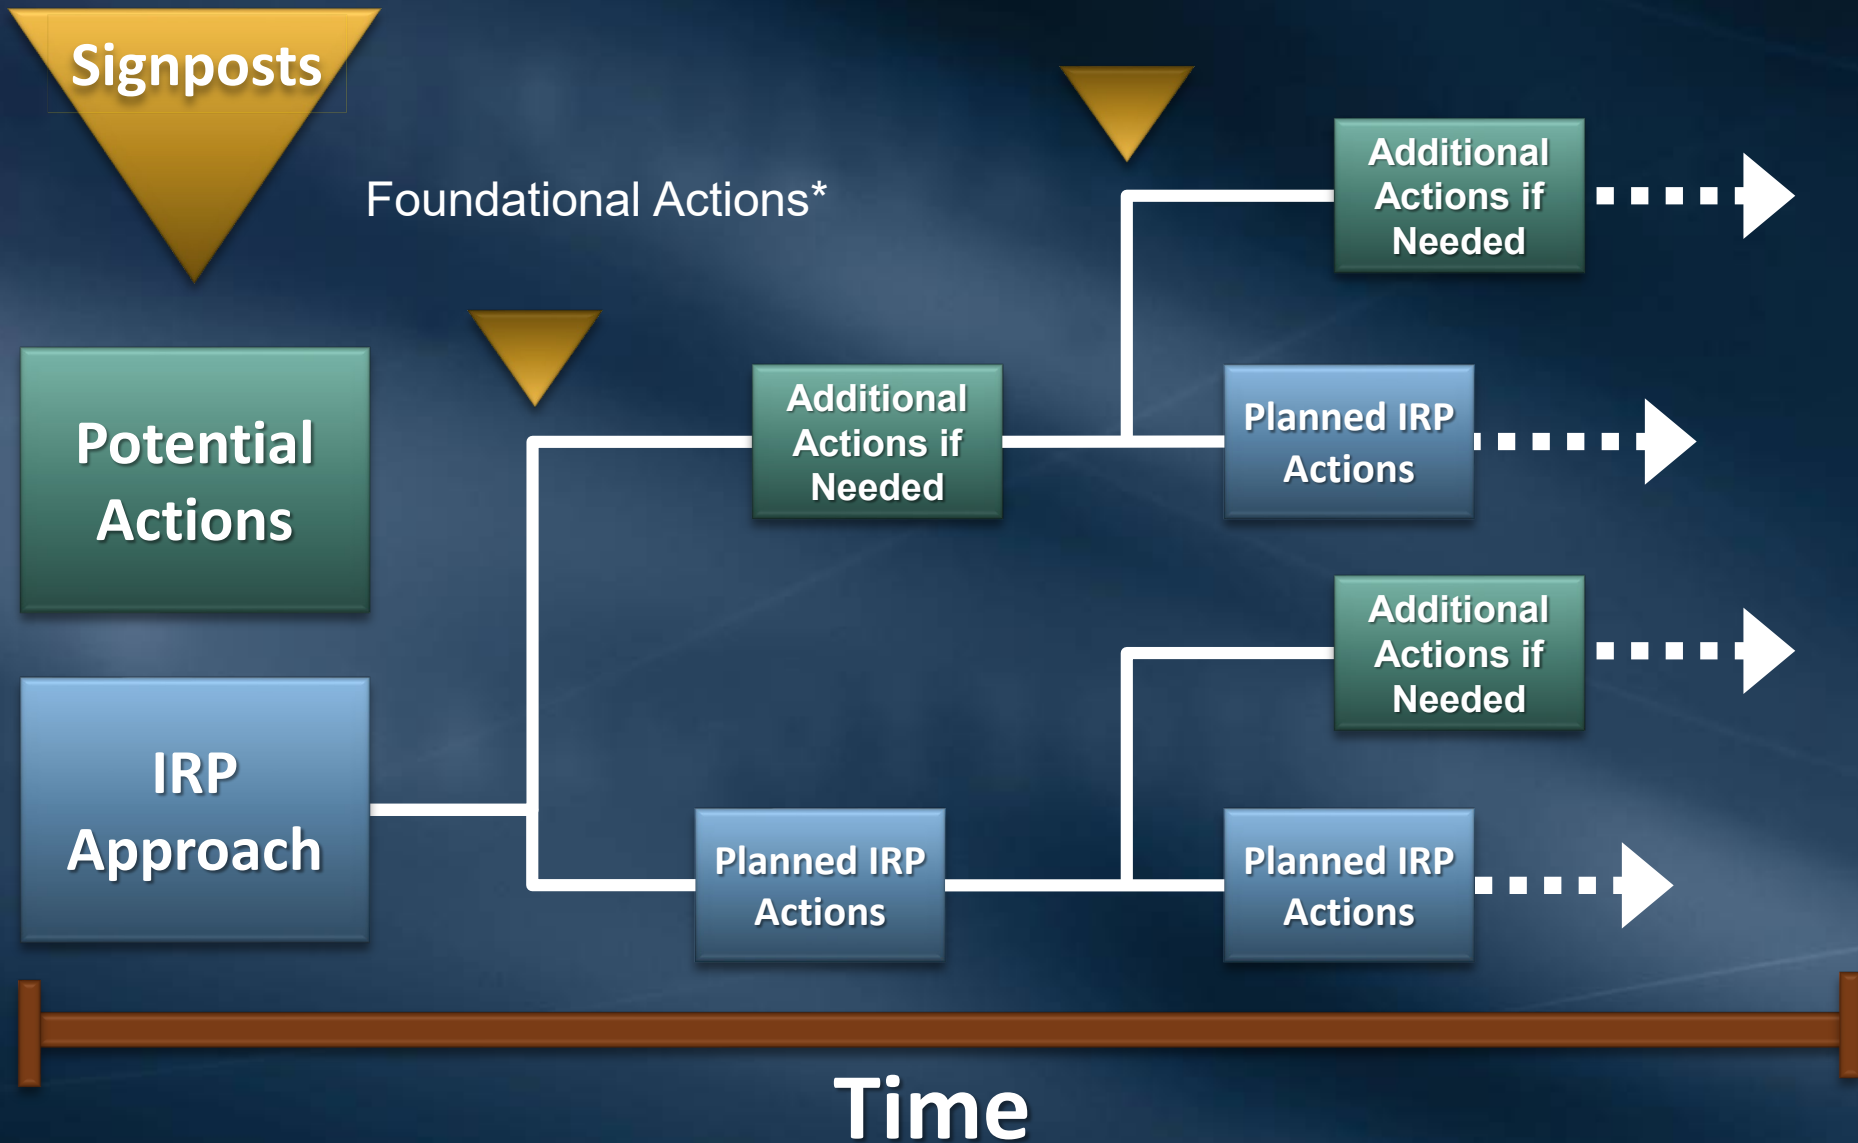 Signposts
Foundational Actions*
Additional
Actions if
Needed
Potential
Actions
Additional
Actions if
Needed
Planned IRP
Actions
Additional
Actions if
Needed
IRP
Approach
Planned IRP
Actions
Planned IRP
Actions
Time